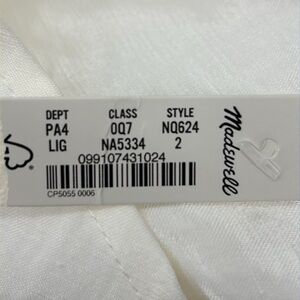 DEPT CLASS STYLE
PA4 0Q7 NQ624
LIG NA5334 2
099107431024
CP5055 0006
Madewell